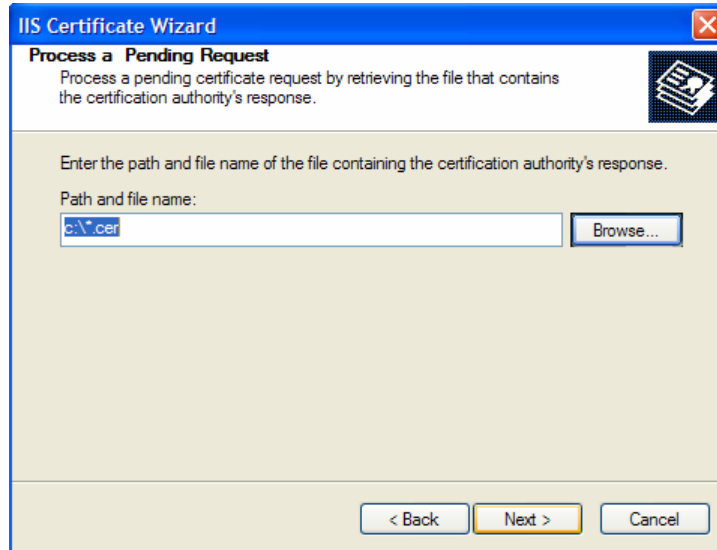 IIS Certificate Wizard
Process a Pending Request
Process a pending certificate request by retrieving the file that contains
the certification authority's response.
Enter the path and file name of the file containing the certification authority's response.
Path and file name:
c:\*.cer
Browse...
< Back
Next >
Cancel